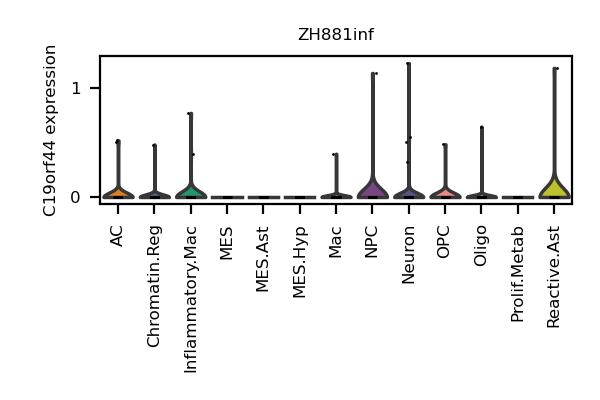 ZH881inf
C19orf44 expression
1
0
AC
Chromatin.Reg
Inflammatory.Mac
MES
MES.Ast
MES.Hyp
Mac
NPC
Neuron
OPC
Oligo
Prolif.Metab
Reactive.Ast